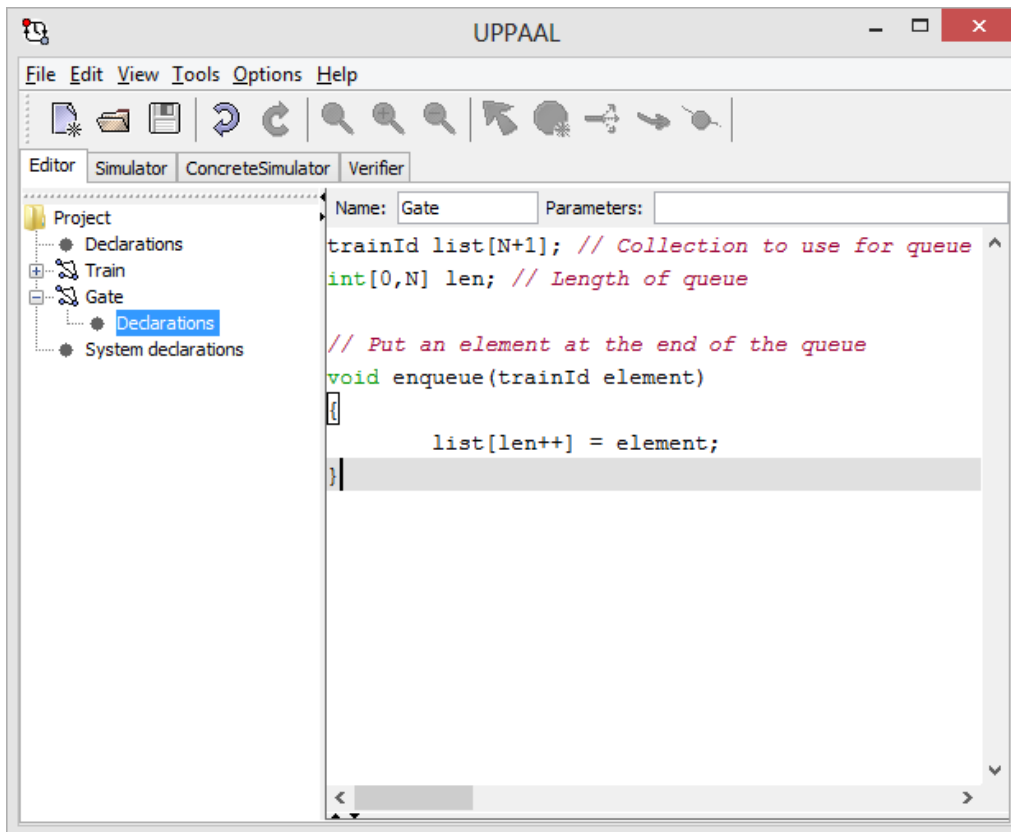 UPPAAL
File Edit View Tools Options Help
Editor Simulator ConcreteSimulator Verifier
Project
Declarations
Train
Gate
Declarations
System declarations
Name: Gate Parameters:
trainId list[N+1]; // Collection to use for queue
int[0,N] len; // Length of queue
// Put an element at the end of the queue
void enqueue(trainId element)
{
list[len++] = element;
}